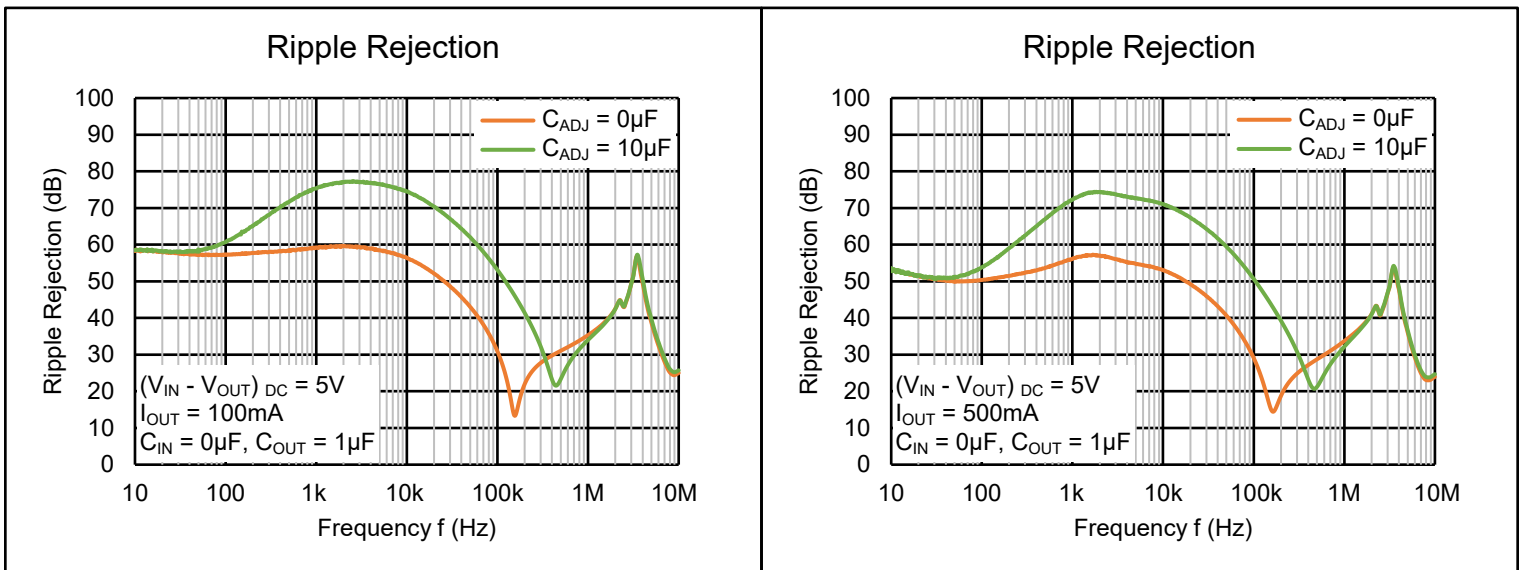 Ripple Rejection
Ripple Rejection (dB)
100
90
80
70
60
50
40
30
20
10
0
C_ADJ = 0µF
C_ADJ = 10µF
(V_IN - V_OUT) DC = 5V
I_OUT = 100mA
C_IN = 0µF, C_OUT = 1µF
10 100 1k 10k 100k 1M 10M
Frequency f (Hz)
Ripple Rejection
Ripple Rejection (dB)
100
90
80
70
60
50
40
30
20
10
0
C_ADJ = 0µF
C_ADJ = 10µF
(V_IN - V_OUT) DC = 5V
I_OUT = 500mA
C_IN = 0µF, C_OUT = 1µF
10 100 1k 10k 100k 1M 10M
Frequency f (Hz)